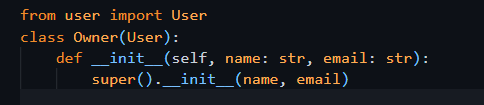 from user import User
class Owner(User):
    def __init__(self, name: str, email: str):
        super().__init__(name, email)